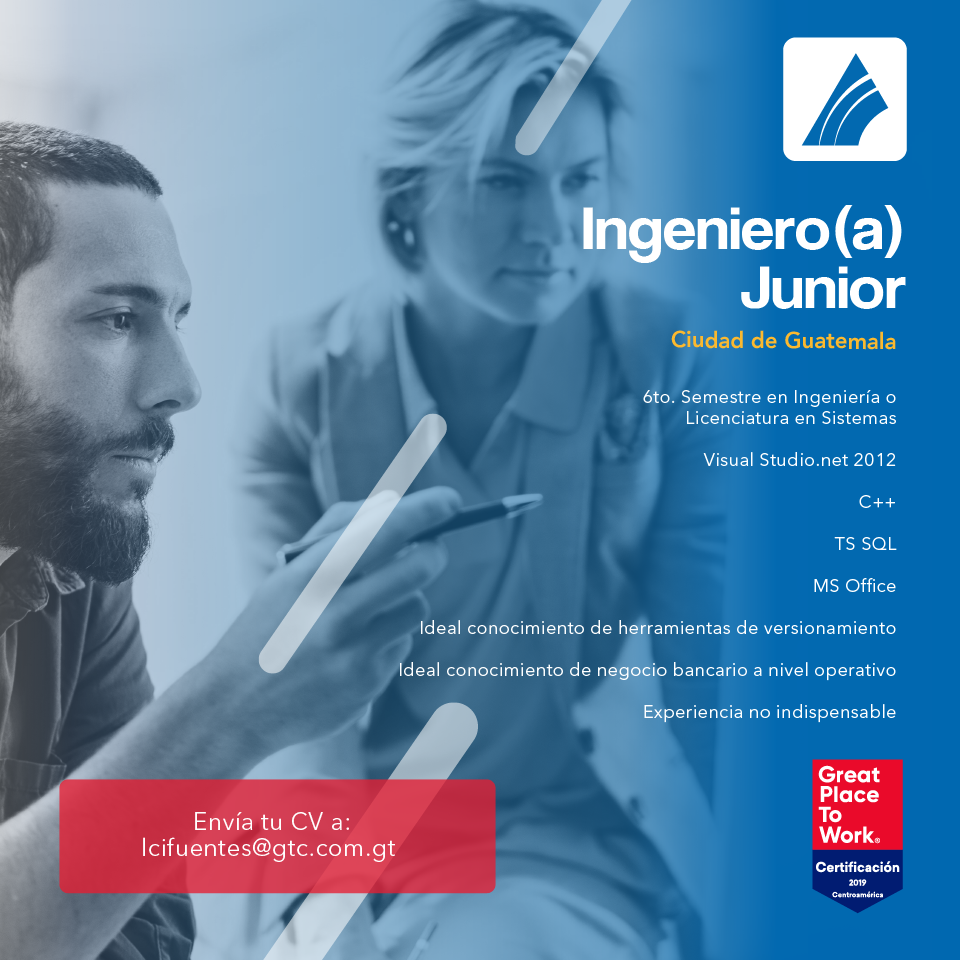 Ingeniero(a)
Junior
Ciudad de Guatemala
6to. Semestre en Ingeniería o
Licenciatura en Sistemas
Visual Studio.net 2012
C++
TS SQL
MS Office
Ideal conocimiento de herramientas de versionamiento
Ideal conocimiento de negocio bancario a nivel operativo
Experiencia no indispensable
Envía tu CV a:
lcifuentes@gtc.com.gt
Great
Place
To
Work®
Certificación
2019
Centroamérica